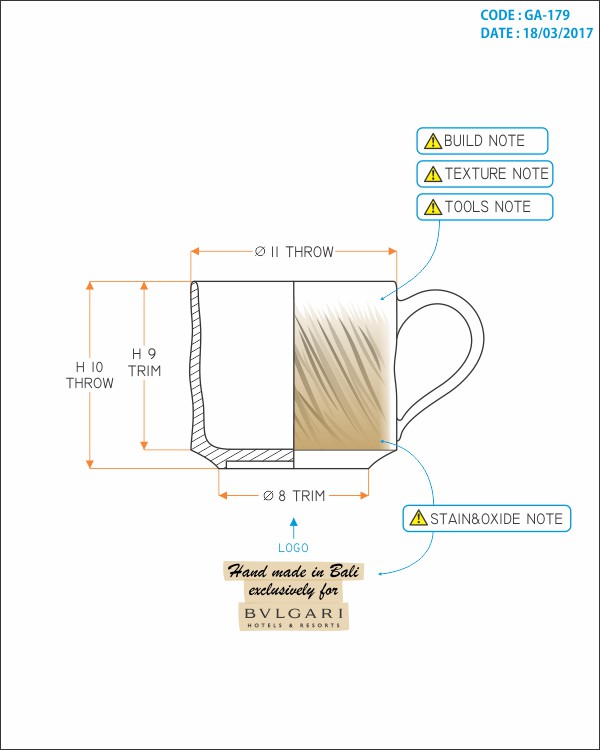 CODE : GA-179
DATE : 18/03/2017
BUILD NOTE
TEXTURE NOTE
TOOLS NOTE
Ø 11 THROW
H 10
THROW
H 9
TRIM
Ø 8 TRIM
STAIN&OXIDE NOTE
LOGO
Hand made in Bali
exclusively for
BVLGARI
HOTELS & RESORTS